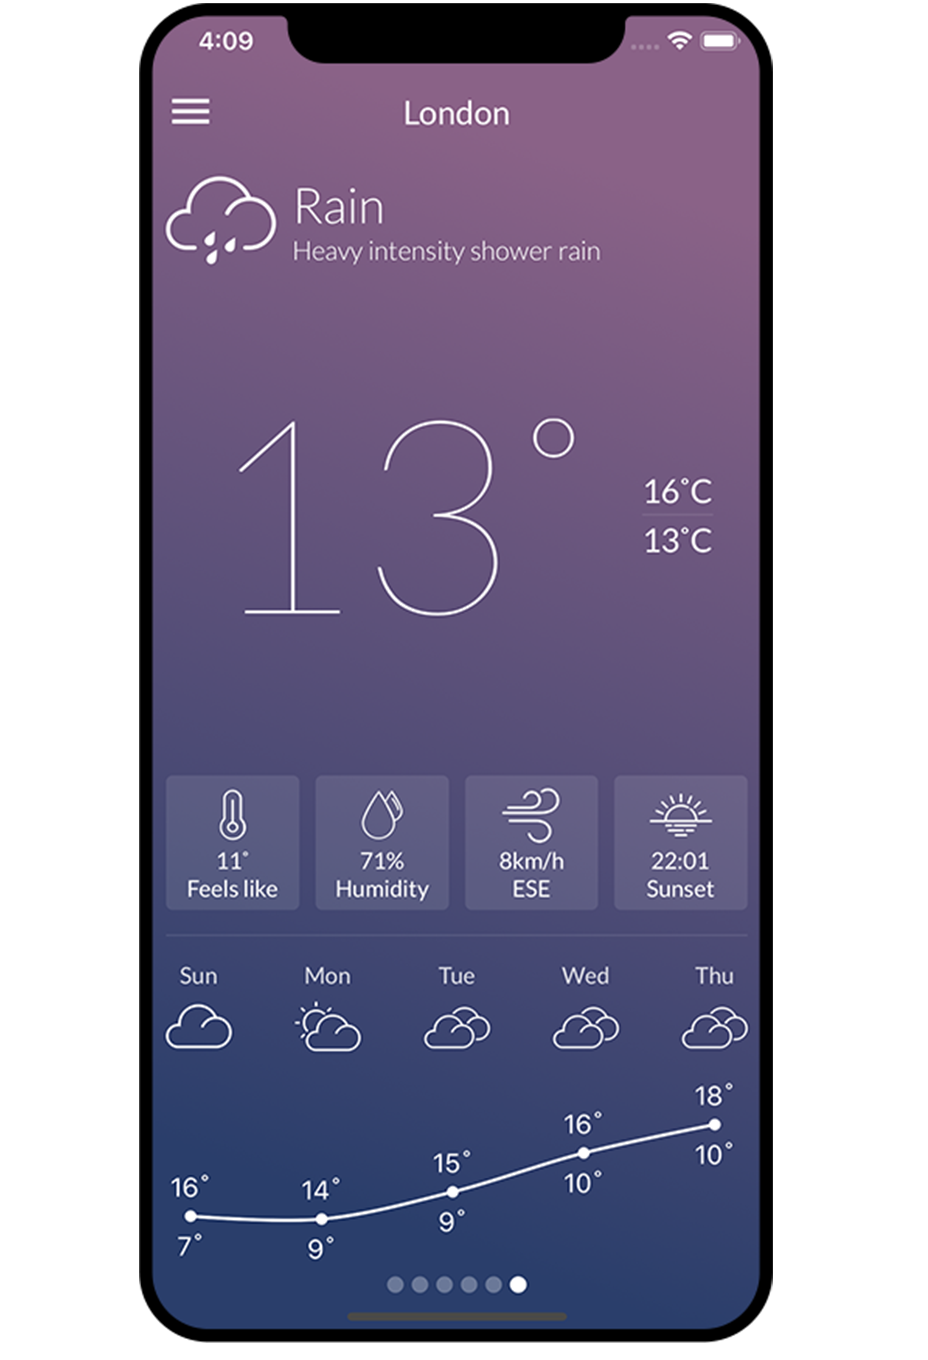 4:09
London
Rain
Heavy intensity shower rain
13°
16°C
13°C
11° 71% 8km/h 22:01
Feels like Humidity ESE Sunset
Sun Mon Tue Wed Thu
16° 14° 15° 16° 18°
7° 9° 9° 10° 10°